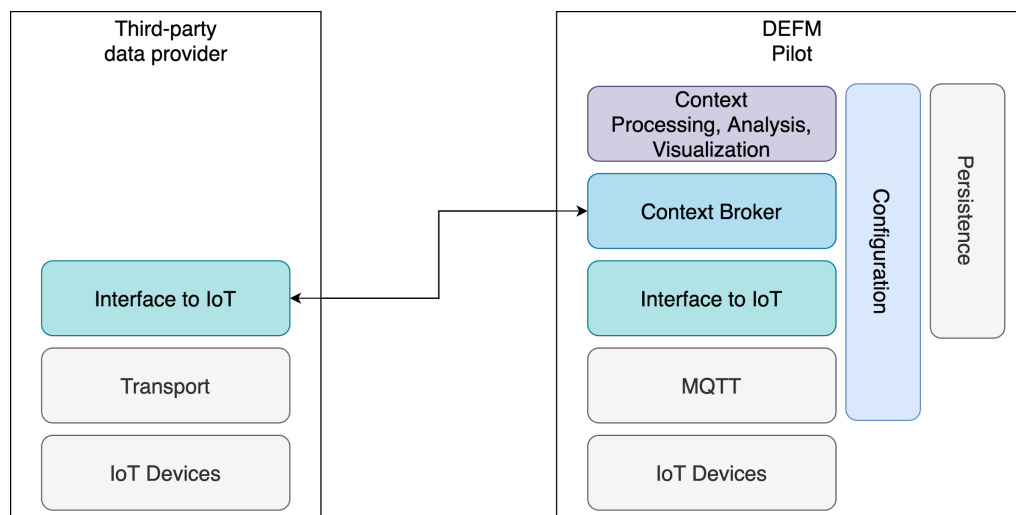 Third-party
data provider
Interface to IoT
Transport
IoT Devices
DEFM
Pilot
Context
Processing, Analysis,
Visualization
Context Broker
Interface to IoT
MQTT
IoT Devices
Configuration
Persistence